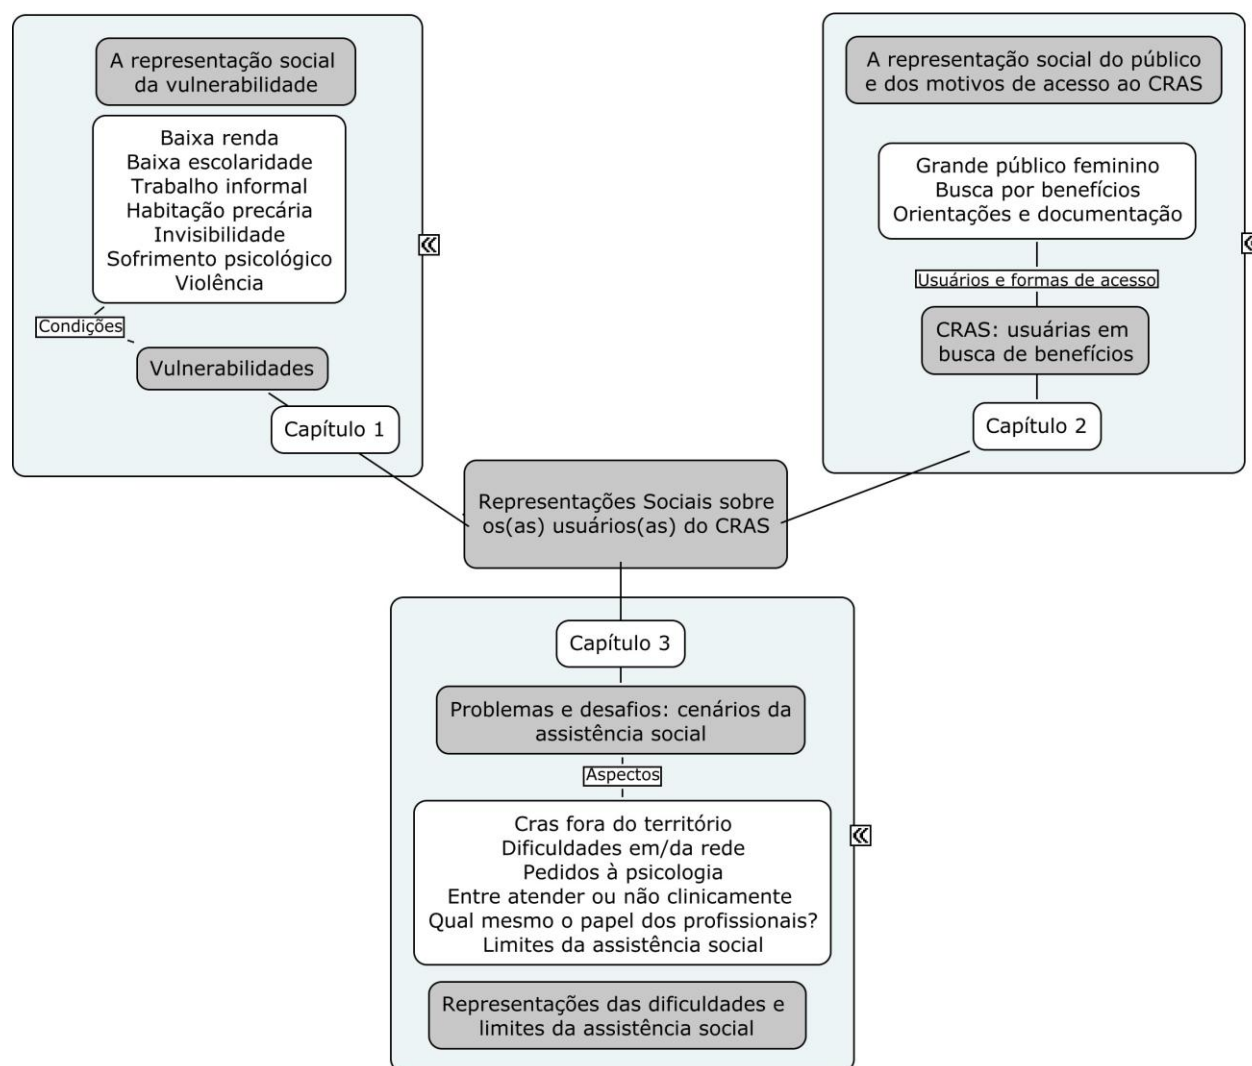 A representação social
da vulnerabilidade
Baixa renda
Baixa escolaridade
Trabalho informal
Habitação precária
Invisibilidade
Sofrimento psicológico
Violência
Condições
Vulnerabilidades
Capítulo 1
A representação social do público
e dos motivos de acesso ao CRAS
Grande público feminino
Busca por benefícios
Orientações e documentação
Usuários e formas de acesso
CRAS: usuárias em
busca de benefícios
Capítulo 2
Representações Sociais sobre
os(as) usuários(as) do CRAS
Capítulo 3
Problemas e desafios: cenários da
assistência social
Aspectos
Cras fora do território
Dificuldades em/da rede
Pedidos à psicologia
Entre atender ou não clinicamente
Qual mesmo o papel dos profissionais?
Limites da assistência social
Representações das dificuldades e
limites da assistência social